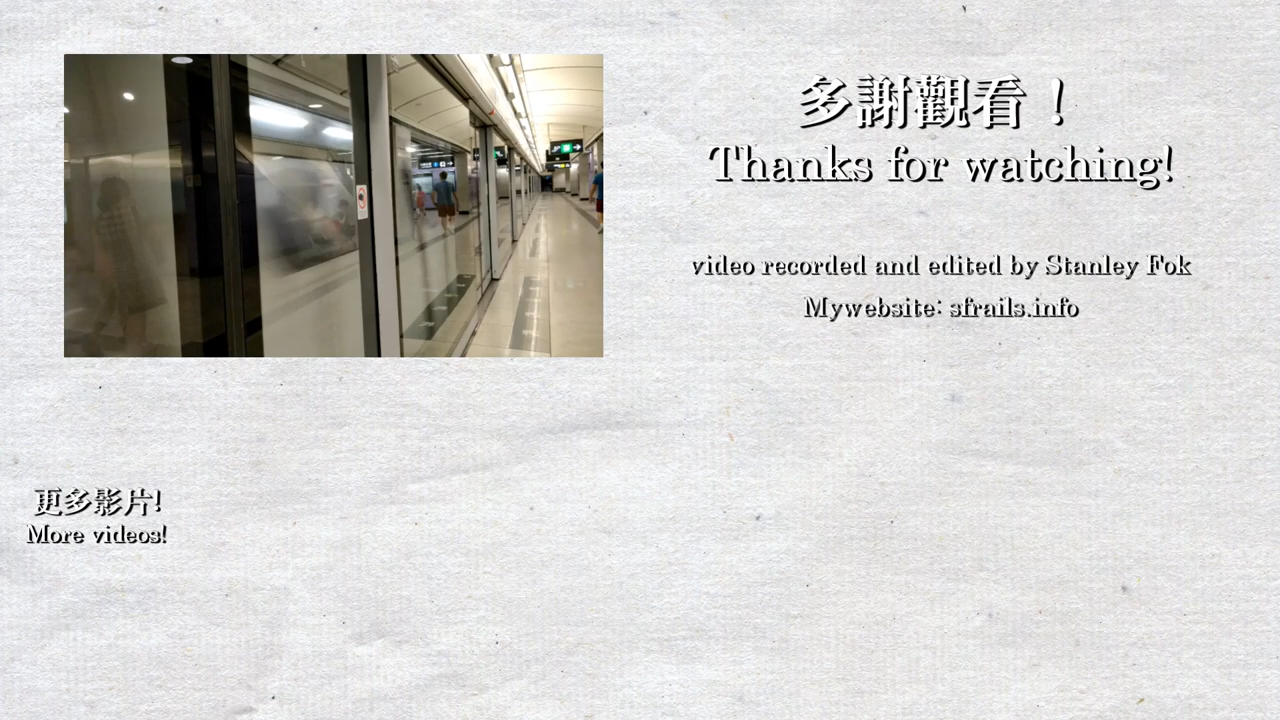 多謝觀看！
Thanks for watching!
video recorded and edited by Stanley Fok
Mywebsite: sfrails.info
更多影片!
More videos!